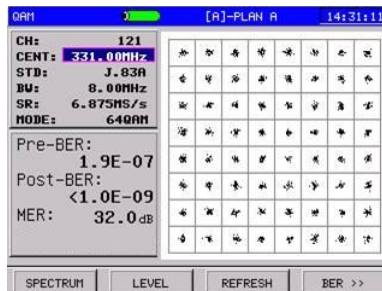 QAM [A]-PLAN A 14:31:11
CH: 121
CENT: 331.00MHz
STD: J.83A
BW: 8.00MHz
SR: 6.875MS/s
MODE: 64QAM
Pre-BER:
1.9E-07
Post-BER:
<1.0E-09
MER: 32.0dB
SPECTRUM LEVEL REFRESH BER >>